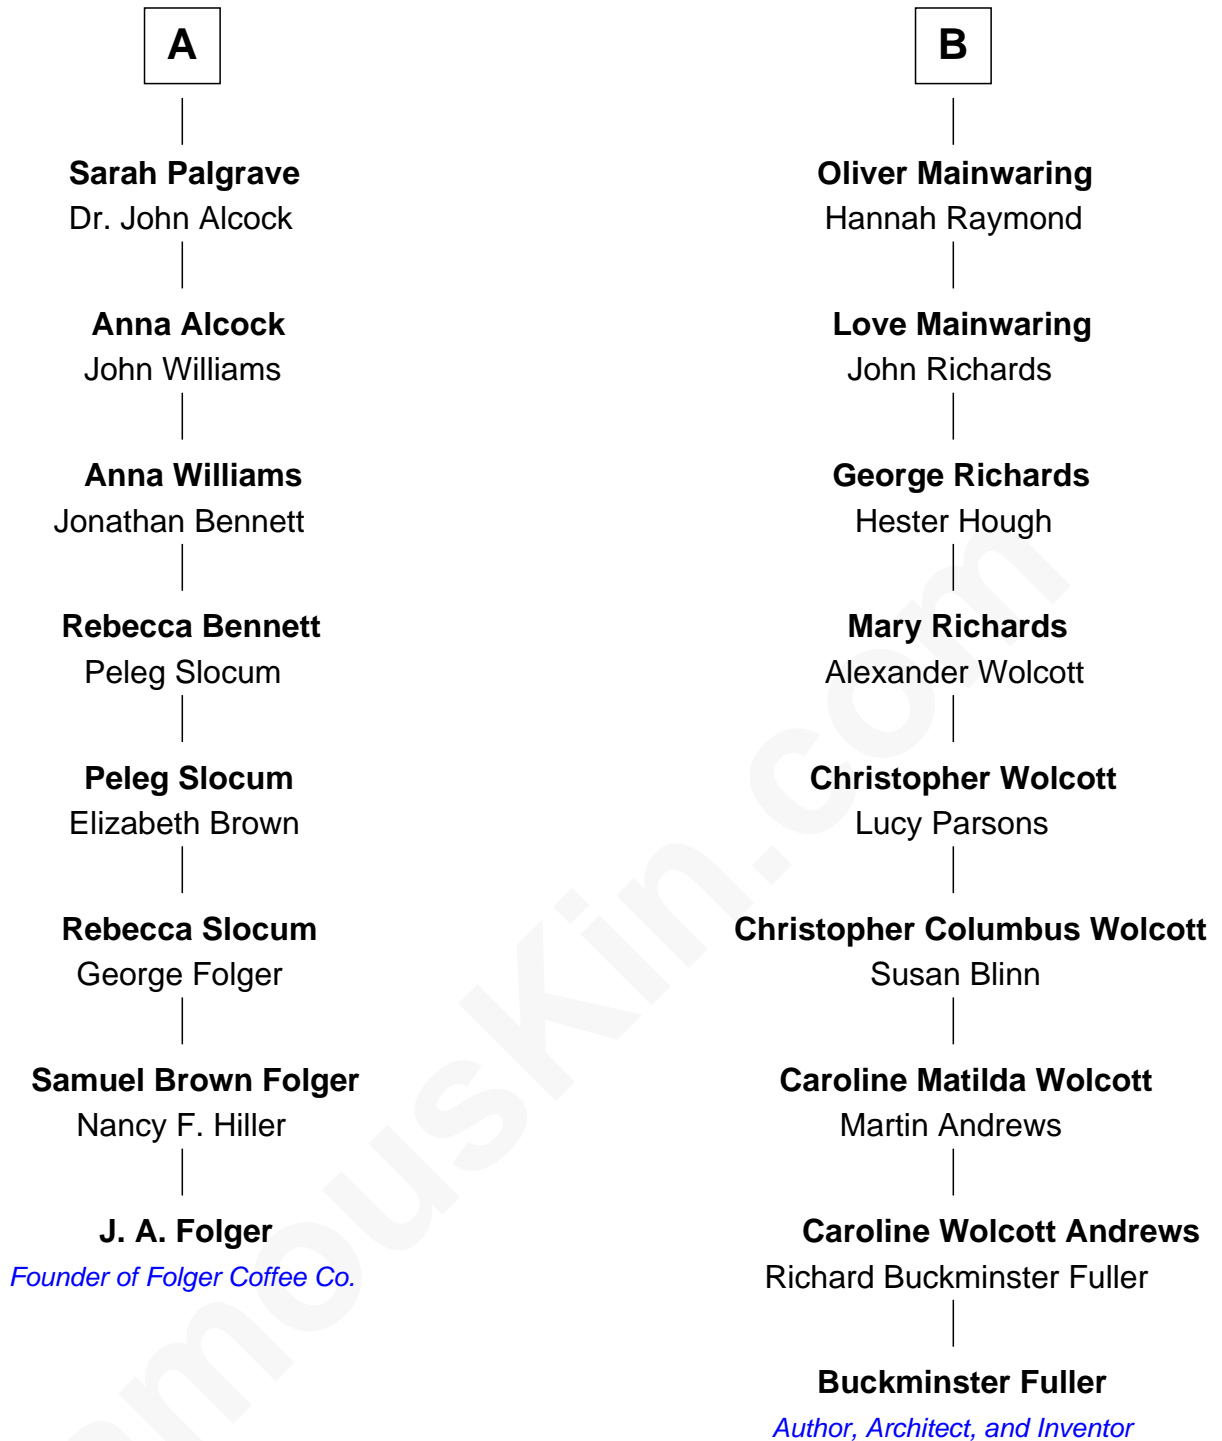 A
Sarah Palgrave
Dr. John Alcock
Anna Alcock
John Williams
Anna Williams
Jonathan Bennett
Rebecca Bennett
Peleg Slocum
Peleg Slocum
Elizabeth Brown
Rebecca Slocum
George Folger
Samuel Brown Folger
Nancy F. Hiller
J. A. Folger
Founder of Folger Coffee Co.
B
Oliver Mainwaring
Hannah Raymond
Love Mainwaring
John Richards
George Richards
Hester Hough
Mary Richards
Alexander Wolcott
Christopher Wolcott
Lucy Parsons
Christopher Columbus Wolcott
Susan Blinn
Caroline Matilda Wolcott
Martin Andrews
Caroline Wolcott Andrews
Richard Buckminster Fuller
Buckminster Fuller
Author, Architect, and Inventor
amouskin.com